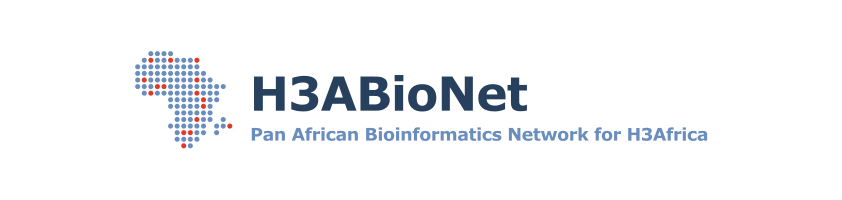 H3ABioNet
Pan African Bioinformatics Network for H3Africa